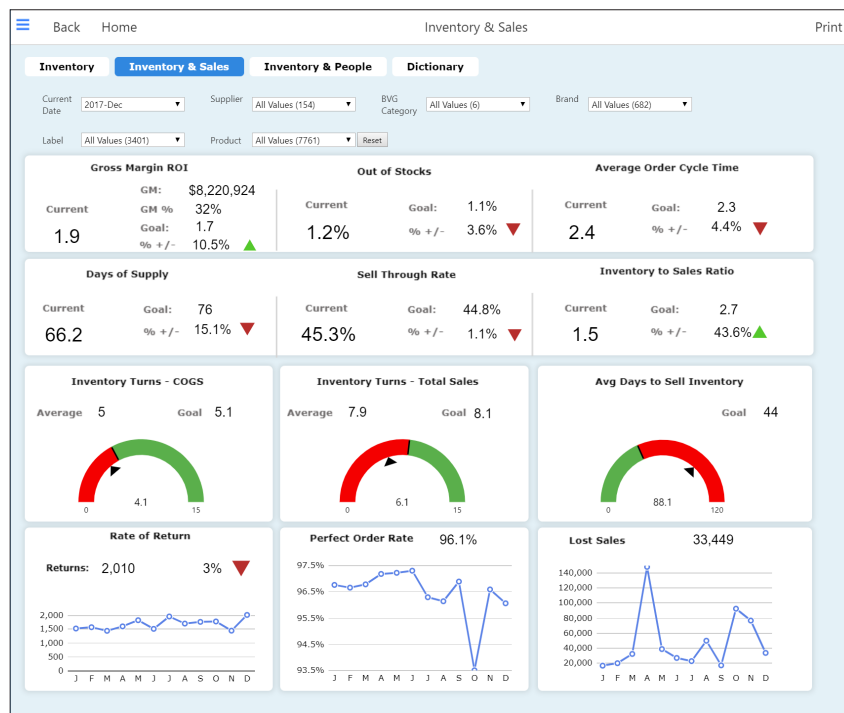 Back Home Inventory & Sales Print
Inventory Inventory & Sales Inventory & People Dictionary
Current Date 2017-Dec Supplier All Values (154) BVG Category All Values (6) Brand All Values (682)
Label All Values (3401) Product All Values (7761) Reset
Gross Margin ROI
GM: $8,220,924
Current GM % 32%
1.9 Goal: 1.7
% +/- 10.5%
Out of Stocks
Current Goal: 1.1%
1.2% % +/- 3.6%
Average Order Cycle Time
Current Goal: 2.3
2.4 % +/- 4.4%
Days of Supply
Current Goal: 76
66.2 % +/- 15.1%
Sell Through Rate
Current Goal: 44.8%
45.3% % +/- 1.1%
Inventory to Sales Ratio
Current Goal: 2.7
1.5 % +/- 43.6%
Inventory Turns - COGS
Average 5 Goal 5.1
4.1
0 15
Inventory Turns - Total Sales
Average 7.9 Goal 8.1
6.1
0 15
Avg Days to Sell Inventory
Goal 44
88.1
0 120
Rate of Return
Returns: 2,010 3%
2,000
1,500
1,000
500
0
J F M A M J J A S O N D
Perfect Order Rate 96.1%
97.5%
96.5%
95.5%
94.5%
93.5%
J F M A M J J A S O N D
Lost Sales 33,449
140,000
120,000
100,000
80,000
60,000
40,000
20,000
J F M A M J J A S O N D